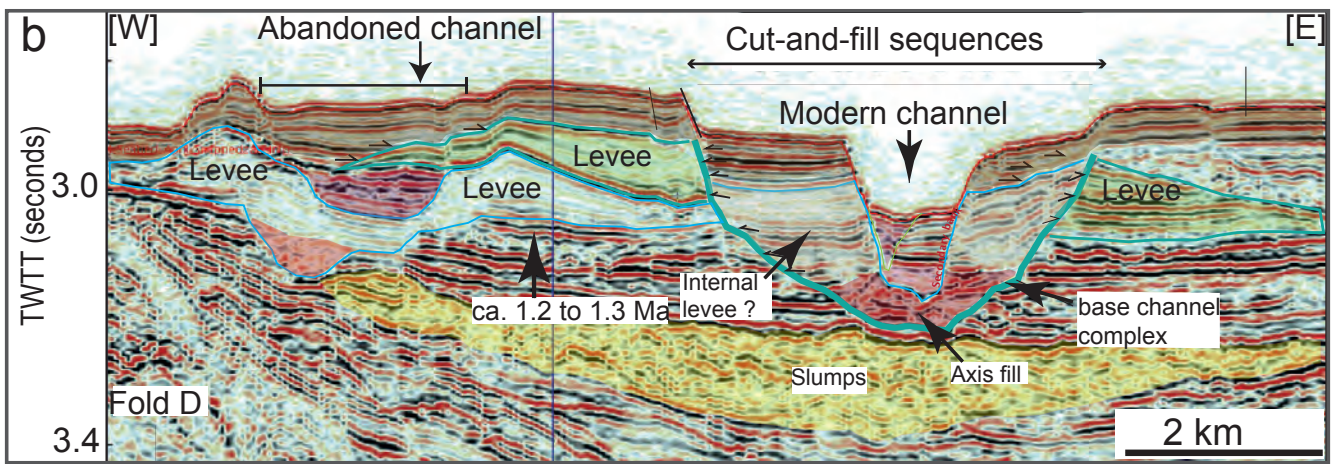 b
[W]
[E]
Abandoned channel
Cut-and-fill sequences
Modern channel
Levee
Levee
Levee
Levee
3.0
TWTT (seconds)
Internal
levee ?
ca. 1.2 to 1.3 Ma
base channel
complex
Slumps
Axis fill
Fold D
3.4
2 km